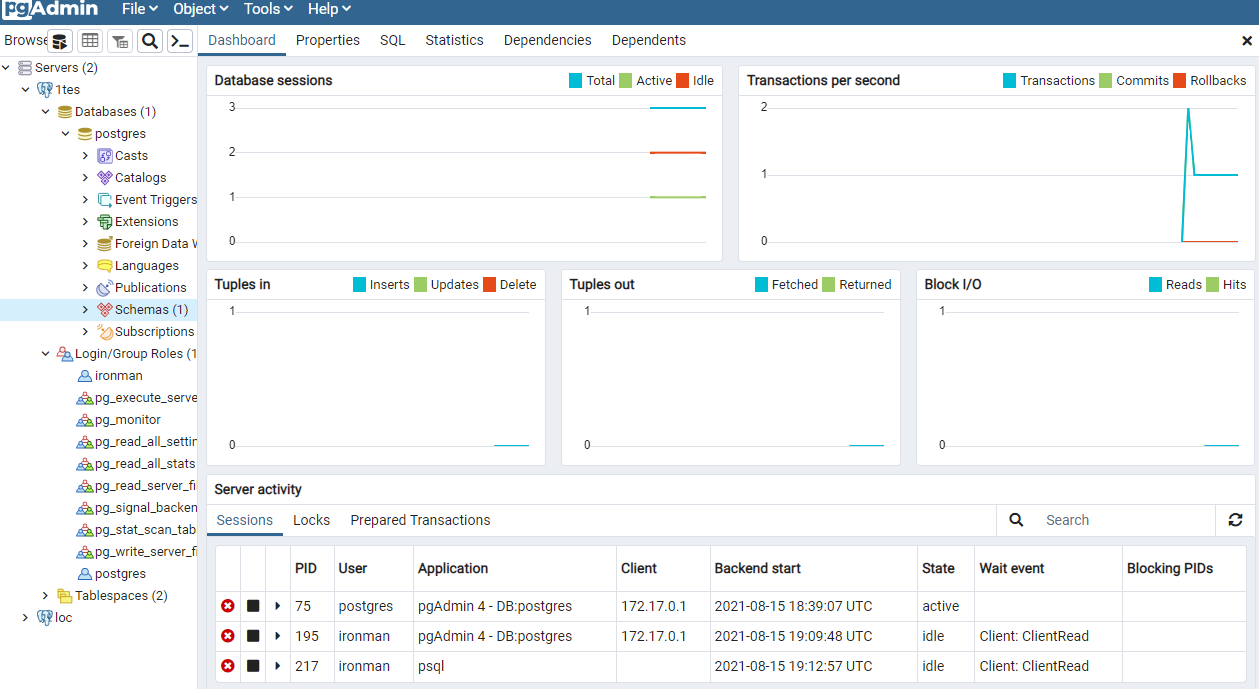 pgAdmin File Object Tools Help
Browse Dashboard Properties SQL Statistics Dependencies Dependents
Servers (2)
1tes
Databases (1)
postgres
Casts
Catalogs
Event Triggers
Extensions
Foreign Data W
Languages
Publications
Schemas (1)
Subscriptions
Login/Group Roles (1
ironman
pg_execute_serve
pg_monitor
pg_read_all_settin
pg_read_all_stats
pg_read_server_fi
pg_signal_backen
pg_stat_scan_tab
pg_write_server_fi
postgres
Tablespaces (2)
loc
Database sessions Total Active Idle
3
2
1
0
Transactions per second Transactions Commits Rollbacks
2
1
0
Tuples in Inserts Updates Delete
1
0
Tuples out Fetched Returned
1
0
Block I/O Reads Hits
1
0
Server activity
Sessions Locks Prepared Transactions Search
PID User Application Client Backend start State Wait event Blocking PIDs
75 postgres pgAdmin 4 - DB:postgres 172.17.0.1 2021-08-15 18:39:07 UTC active
195 ironman pgAdmin 4 - DB:postgres 172.17.0.1 2021-08-15 19:09:48 UTC idle Client: ClientRead
217 ironman psql 2021-08-15 19:12:57 UTC idle Client: ClientRead